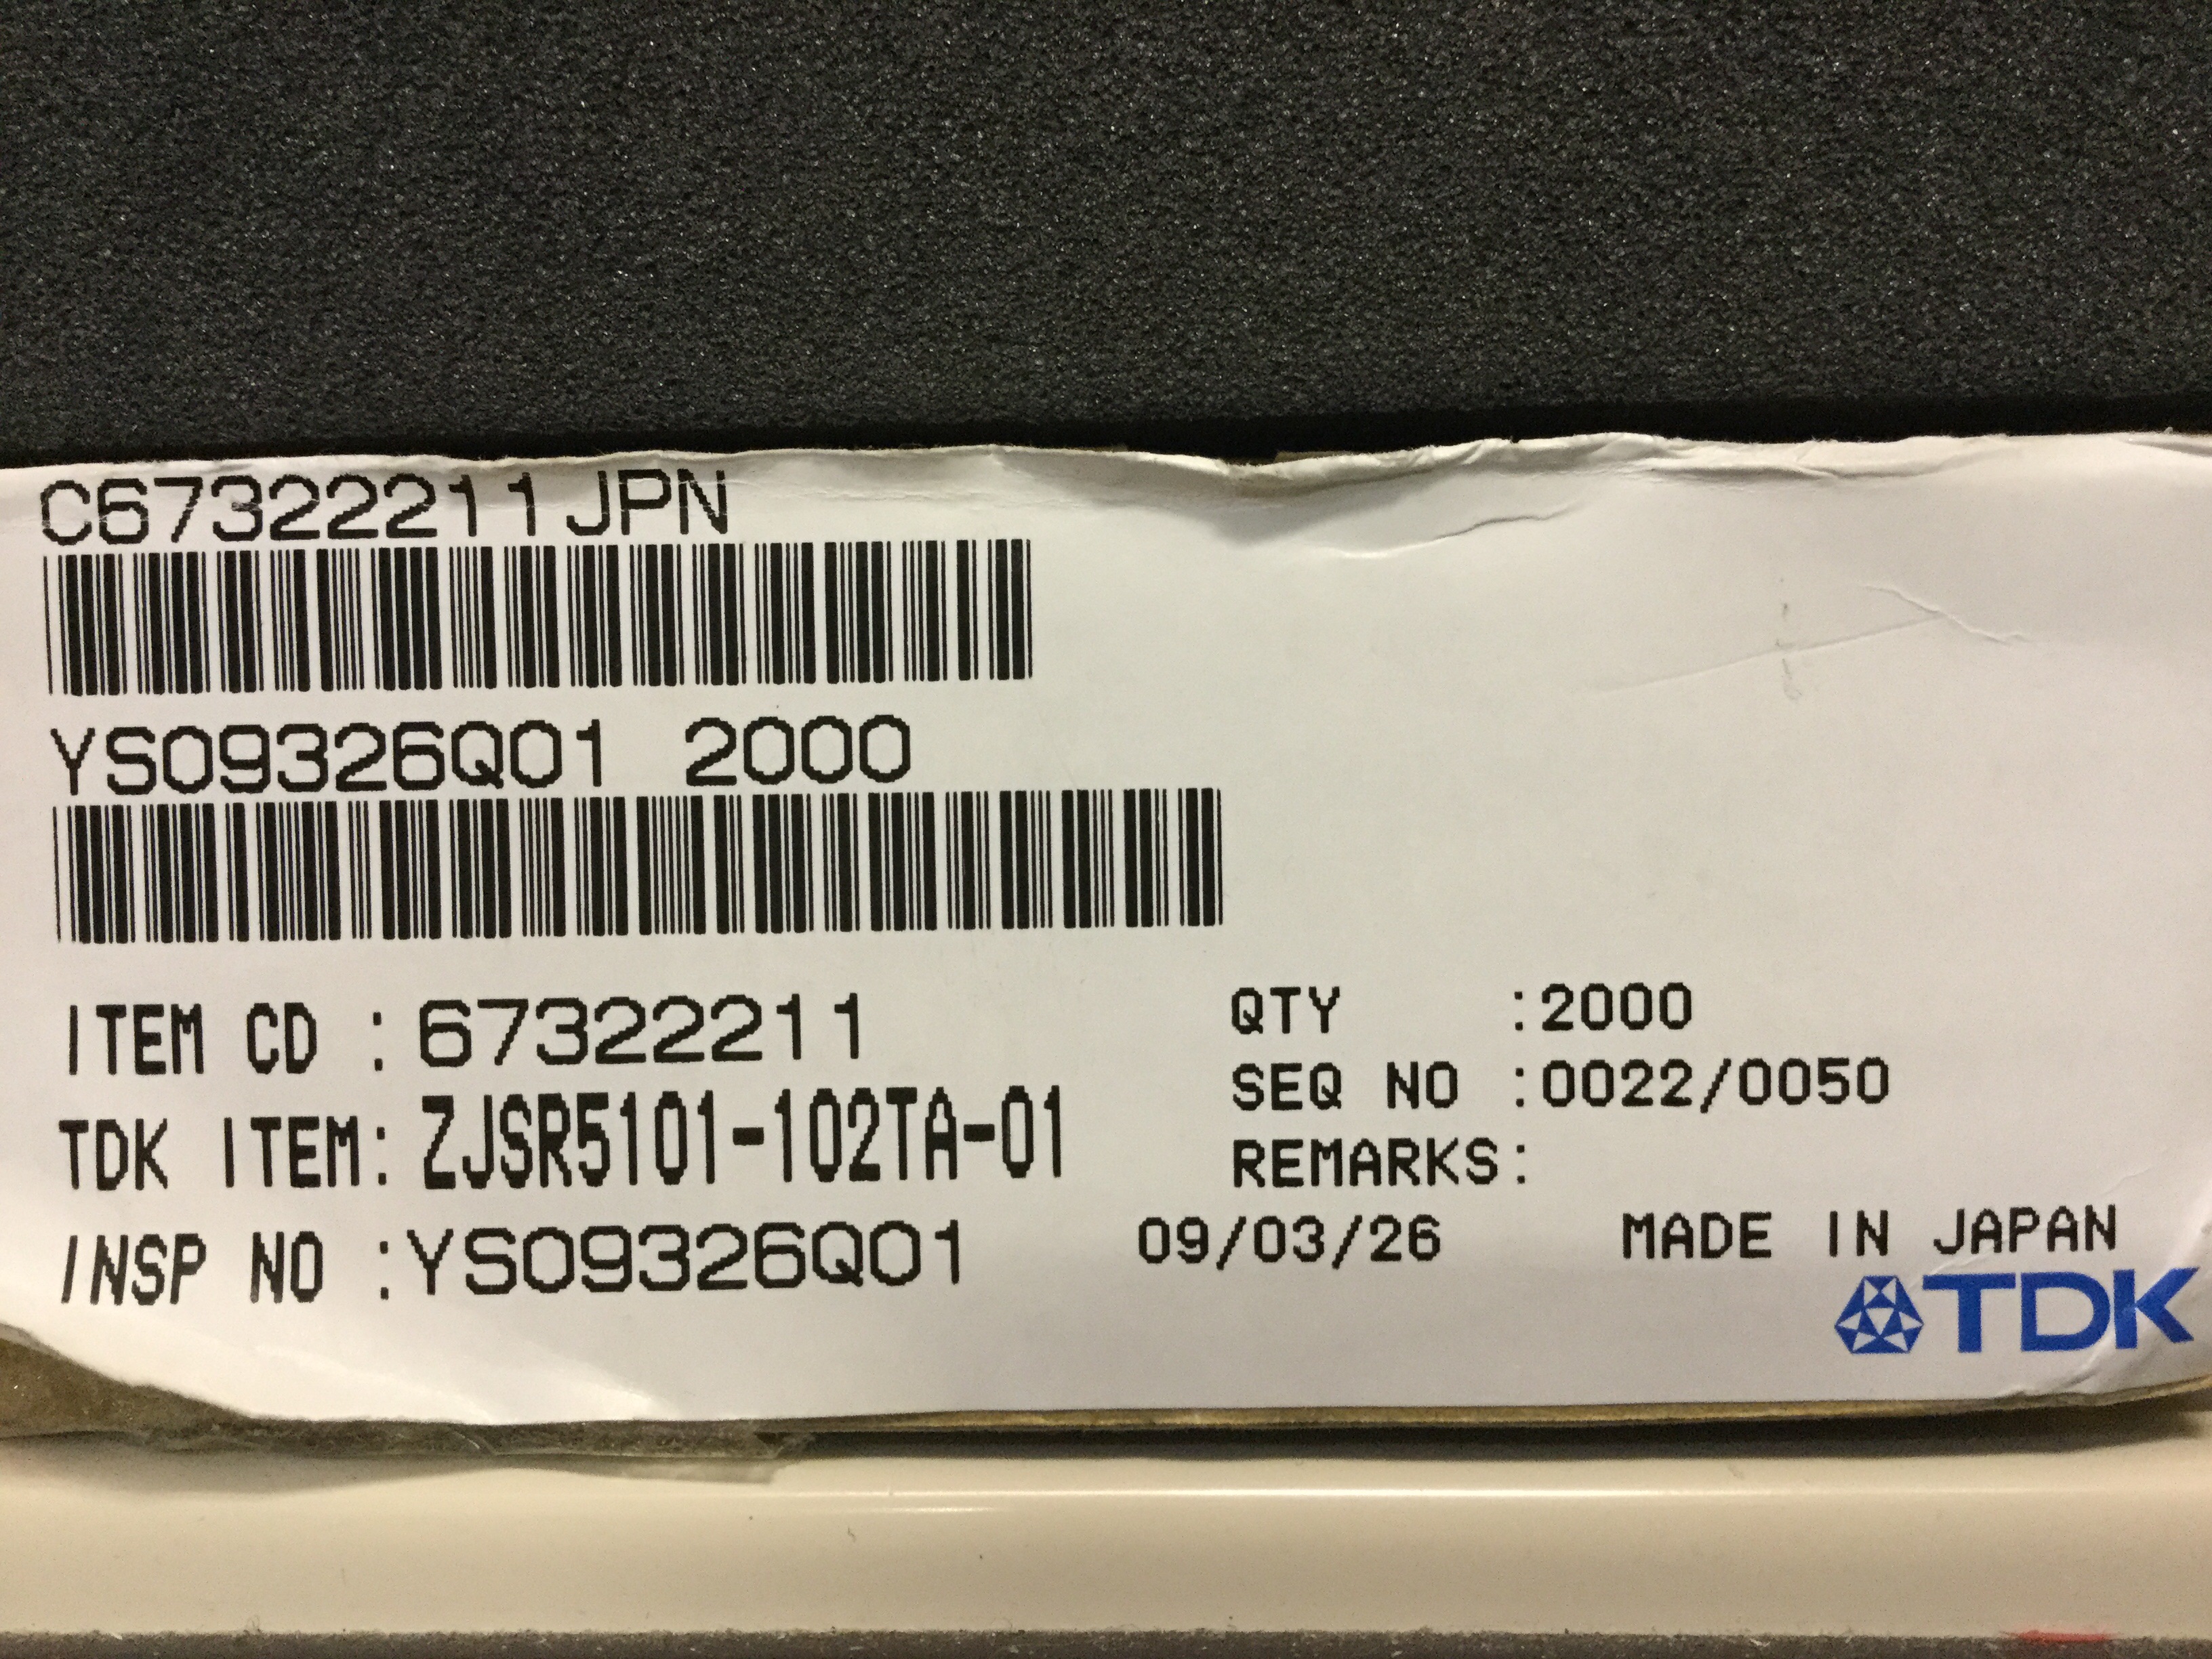 C67322211JPN
YS09326Q01 2000
ITEM CD : 67322211
TDK ITEM: ZJSR5101-102TA-01
INSP NO :YS09326Q01
QTY :2000
SEQ NO :0022/0050
REMARKS:
09/03/26 MADE IN JAPAN
TDK